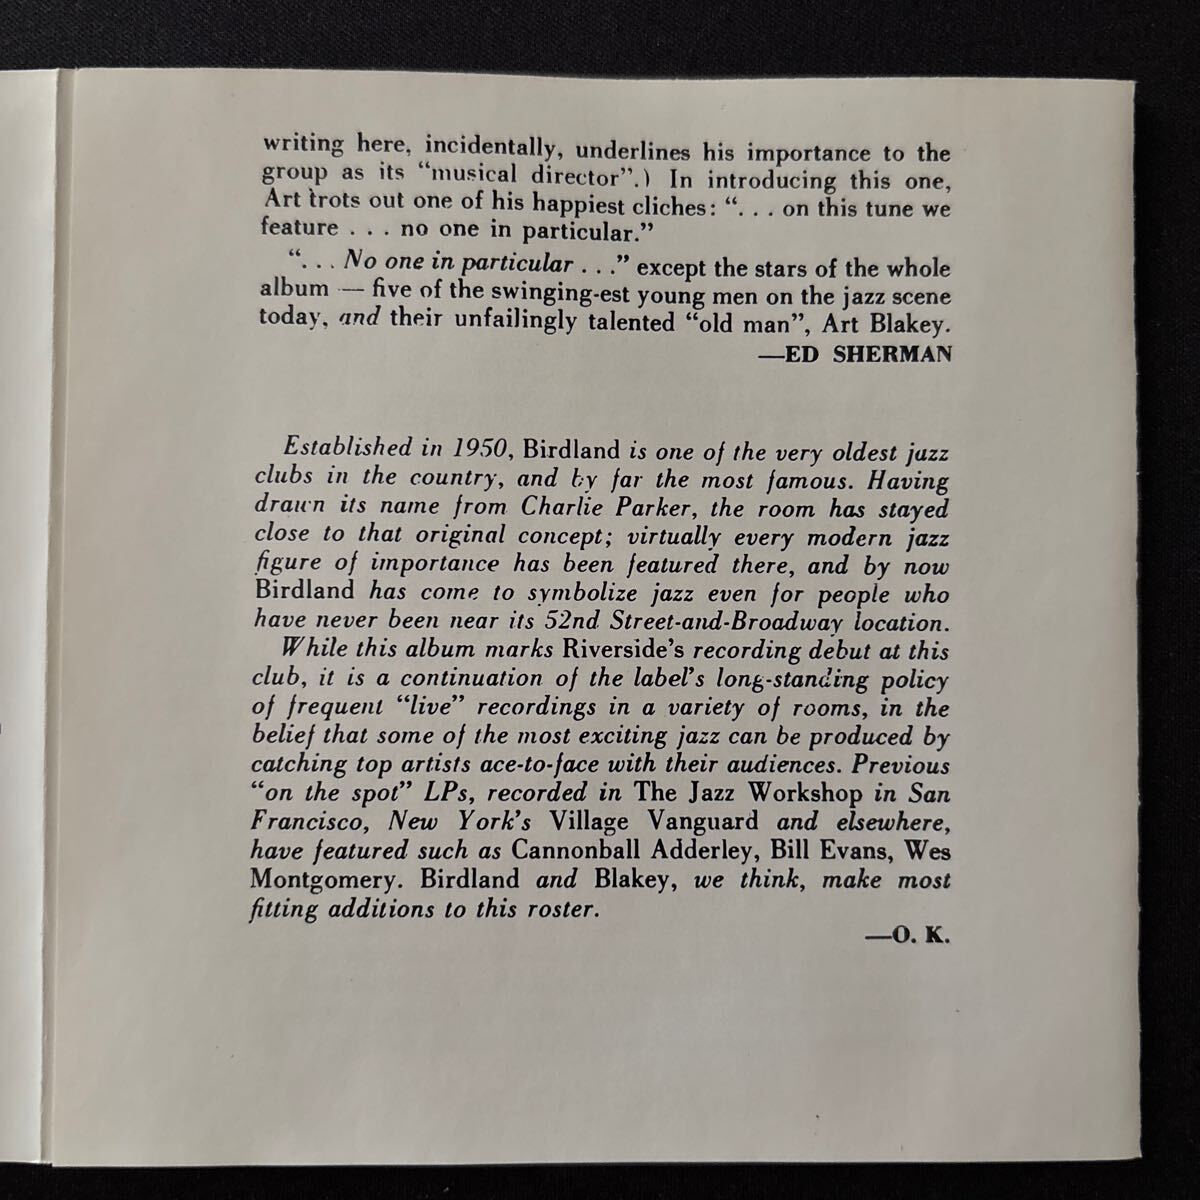 writing here, incidentally, underlines his importance to the
group as its “musical director”.) In introducing this one,
Art trots out one of his happiest cliches: “. . . on this tune we
feature . . . no one in particular.”
“. . . No one in particular . . .” except the stars of the whole
album — five of the swinging-est young men on the jazz scene
today, and their unfailingly talented “old man”, Art Blakey.
—ED SHERMAN
Established in 1950, Birdland is one of the very oldest jazz
clubs in the country, and by far the most famous. Having
drawn its name from Charlie Parker, the room has stayed
close to that original concept; virtually every modern jazz
figure of importance has been featured there, and by now
Birdland has come to symbolize jazz even for people who
have never been near its 52nd Street-and-Broadway location.
While this album marks Riverside’s recording debut at this
club, it is a continuation of the label’s long-standing policy
of frequent “live” recordings in a variety of rooms, in the
belief that some of the most exciting jazz can be produced by
catching top artists ace-to-face with their audiences. Previous
“on the spot” LPs, recorded in The Jazz Workshop in San
Francisco, New York’s Village Vanguard and elsewhere,
have featured such as Cannonball Adderley, Bill Evans, Wes
Montgomery. Birdland and Blakey, we think, make most
fitting additions to this roster.
—O. K.